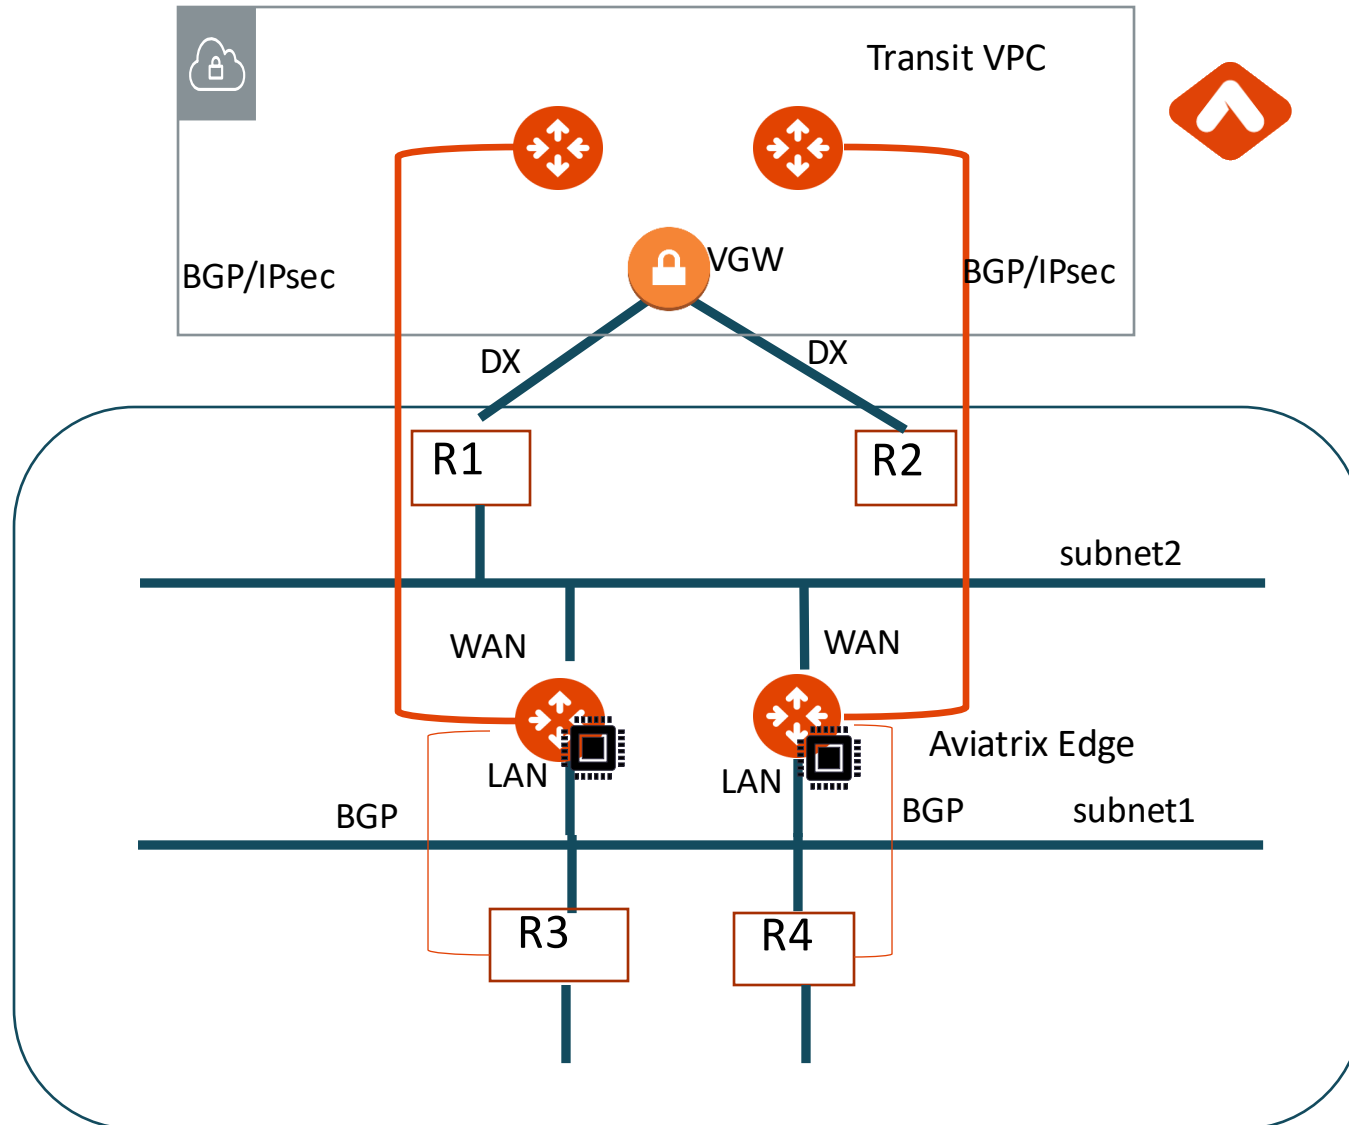 Transit VPC
VGW
BGP/IPsec
BGP/IPsec
DX
DX
R1
R2
subnet2
WAN
WAN
Aviatrix Edge
LAN
LAN
BGP
BGP
subnet1
R3
R4